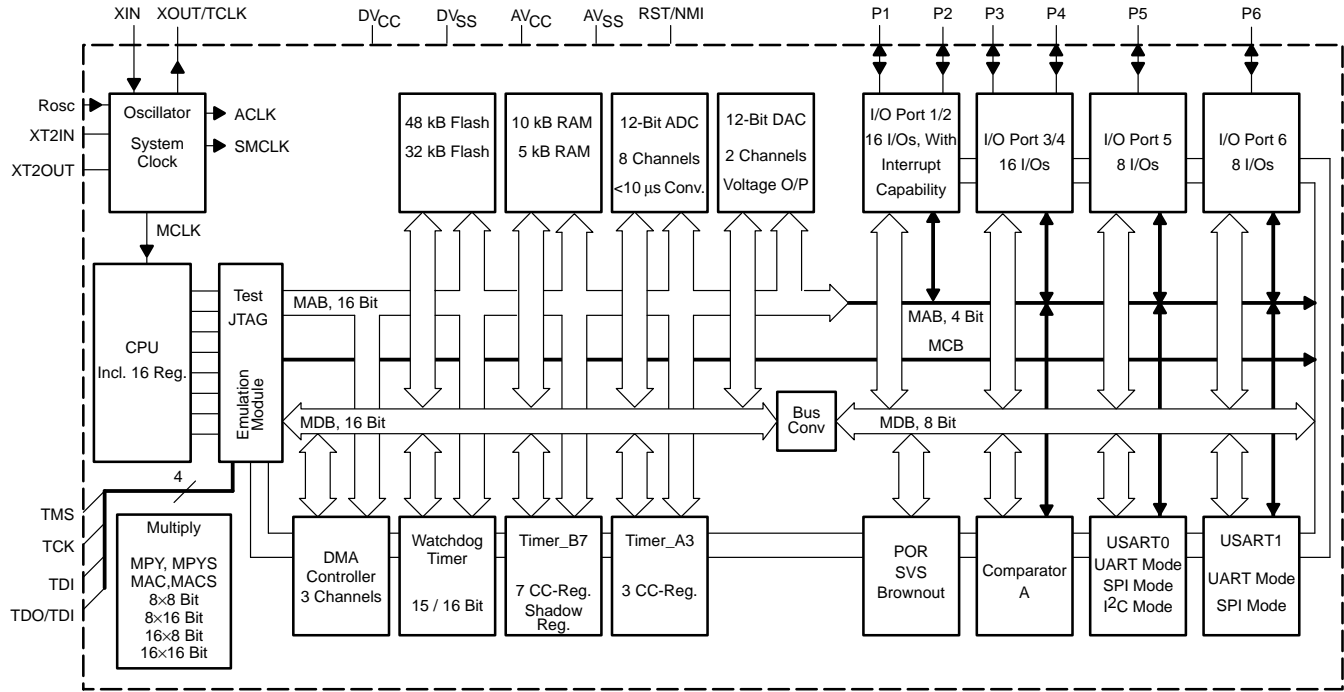 XIN
XOUT/TCLK
DVCC
DVSS
AVCC
AVSS
RST/NMI
P1
P2
P3
P4
P5
P6
Rosc
XT2IN
XT2OUT
Oscillator
System
Clock
ACLK
SMCLK
MCLK
48 kB Flash
32 kB Flash
10 kB RAM
5 kB RAM
12-Bit ADC
8 Channels
<10 µs Conv.
12-Bit DAC
2 Channels
Voltage O/P
I/O Port 1/2
16 I/Os, With
Interrupt
Capability
I/O Port 3/4
16 I/Os
I/O Port 5
8 I/Os
I/O Port 6
8 I/Os
CPU
Incl. 16 Reg.
Test
JTAG
Emulation
Module
MAB, 16 Bit
MAB, 4 Bit
MCB
MDB, 16 Bit
Bus
Conv
MDB, 8 Bit
4
TMS
TCK
TDI
TDO/TDI
Multiply
MPY, MPYS
MAC,MACS
8×8 Bit
8×16 Bit
16×8 Bit
16×16 Bit
DMA
Controller
3 Channels
Watchdog
Timer
15 / 16 Bit
Timer_B7
7 CC-Reg.
Shadow
Reg.
Timer_A3
3 CC-Reg.
POR
SVS
Brownout
Comparator
A
USART0
UART Mode
SPI Mode
I²C Mode
USART1
UART Mode
SPI Mode